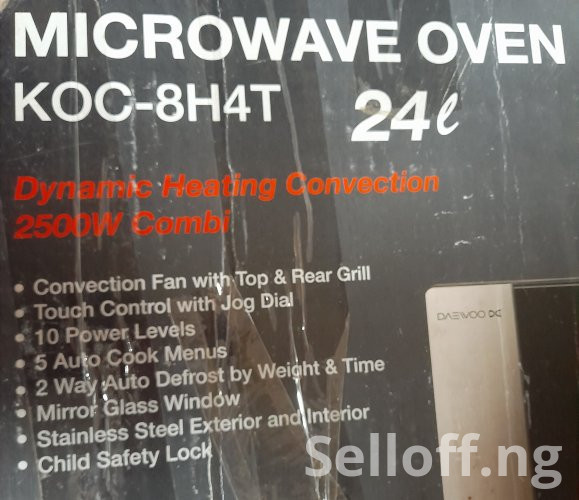 MICROWAVE OVEN
KOC-8H4T 24ℓ
Dynamic Heating Convection
2500W Combi
• Convection Fan with Top & Rear Grill
• Touch Control with Jog Dial
• 10 Power Levels
• 5 Auto Cook Menus
• 2 Way Auto Defrost by Weight & Time
• Mirror Glass Window
• Stainless Steel Exterior and Interior
• Child Safety Lock
DAEWOO
Selloff.ng